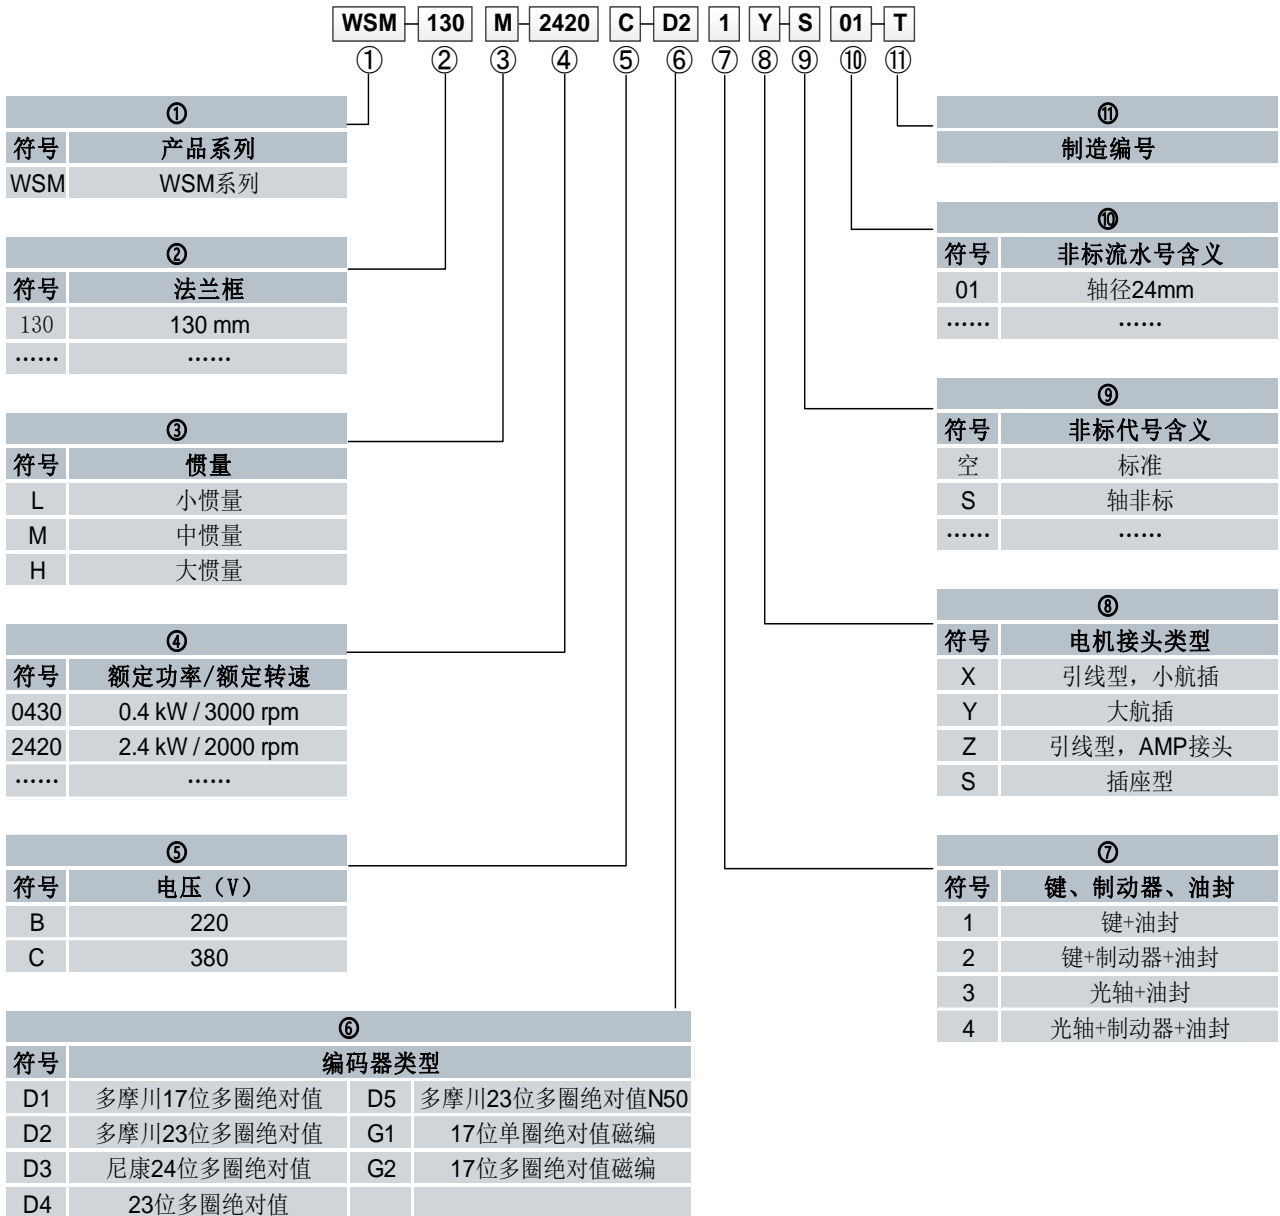 WSM 130 M 2420 C D2 1 Y S 01 T
① ② ③ ④ ⑤ ⑥ ⑦ ⑧ ⑨ ⑩ ⑪
①
符号 产品系列
WSM WSM系列
②
符号 法兰框
130 130 mm
…… ……
③
符号 惯量
L 小惯量
M 中惯量
H 大惯量
④
符号 额定功率/额定转速
0430 0.4 kW / 3000 rpm
2420 2.4 kW / 2000 rpm
…… ……
⑤
符号 电压（V）
B 220
C 380
⑥
符号 编码器类型
D1 多摩川17位多圈绝对值 D5 多摩川23位多圈绝对值N50
D2 多摩川23位多圈绝对值 G1 17位单圈绝对值磁编
D3 尼康24位多圈绝对值 G2 17位多圈绝对值磁编
D4 23位多圈绝对值
⑪
制造编号
⑩
符号 非标流水号含义
01 轴径24mm
…… ……
⑨
符号 非标代号含义
空 标准
S 轴非标
…… ……
⑧
符号 电机接头类型
X 引线型，小航插
Y 大航插
Z 引线型，AMP接头
S 插座型
⑦
符号 键、制动器、油封
1 键+油封
2 键+制动器+油封
3 光轴+油封
4 光轴+制动器+油封